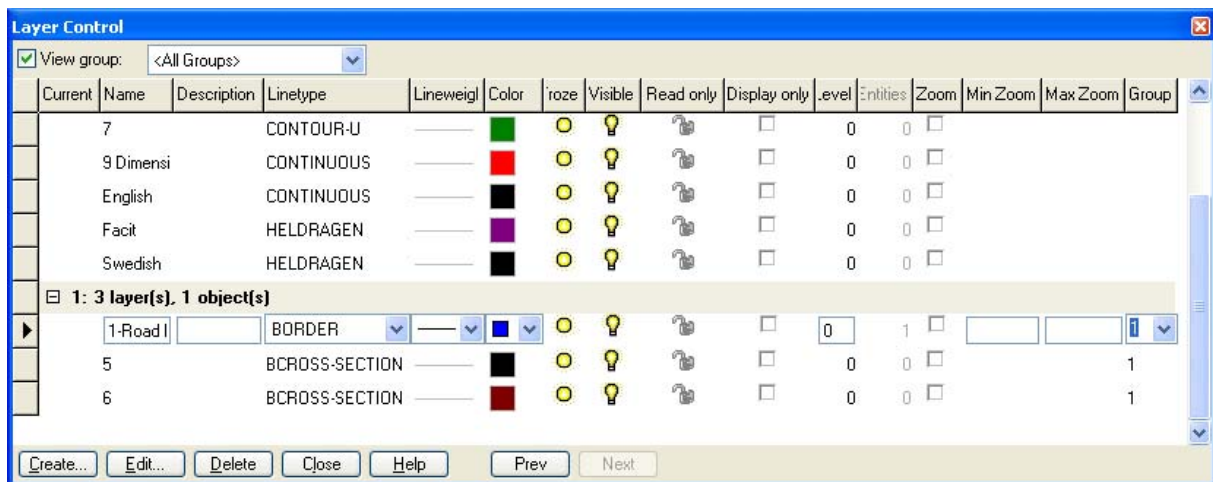 Layer Control
View group: <All Groups>
Current Name Description Linetype Lineweigl Color Froze Visible Read only Display only Level Entities Zoom Min Zoom Max Zoom Group
7 CONTOUR-U 0 0
9 Dimensi CONTINUOUS 0 0
English CONTINUOUS 0 0
Facit HELDRAGEN 0 0
Swedish HELDRAGEN 0 0
1: 3 layer(s), 1 object(s)
1-Road I BORDER 0 1 1
5 BCROSS-SECTION 0 0 1
6 BCROSS-SECTION 0 0 1
Create... Edit... Delete Close Help Prev Next